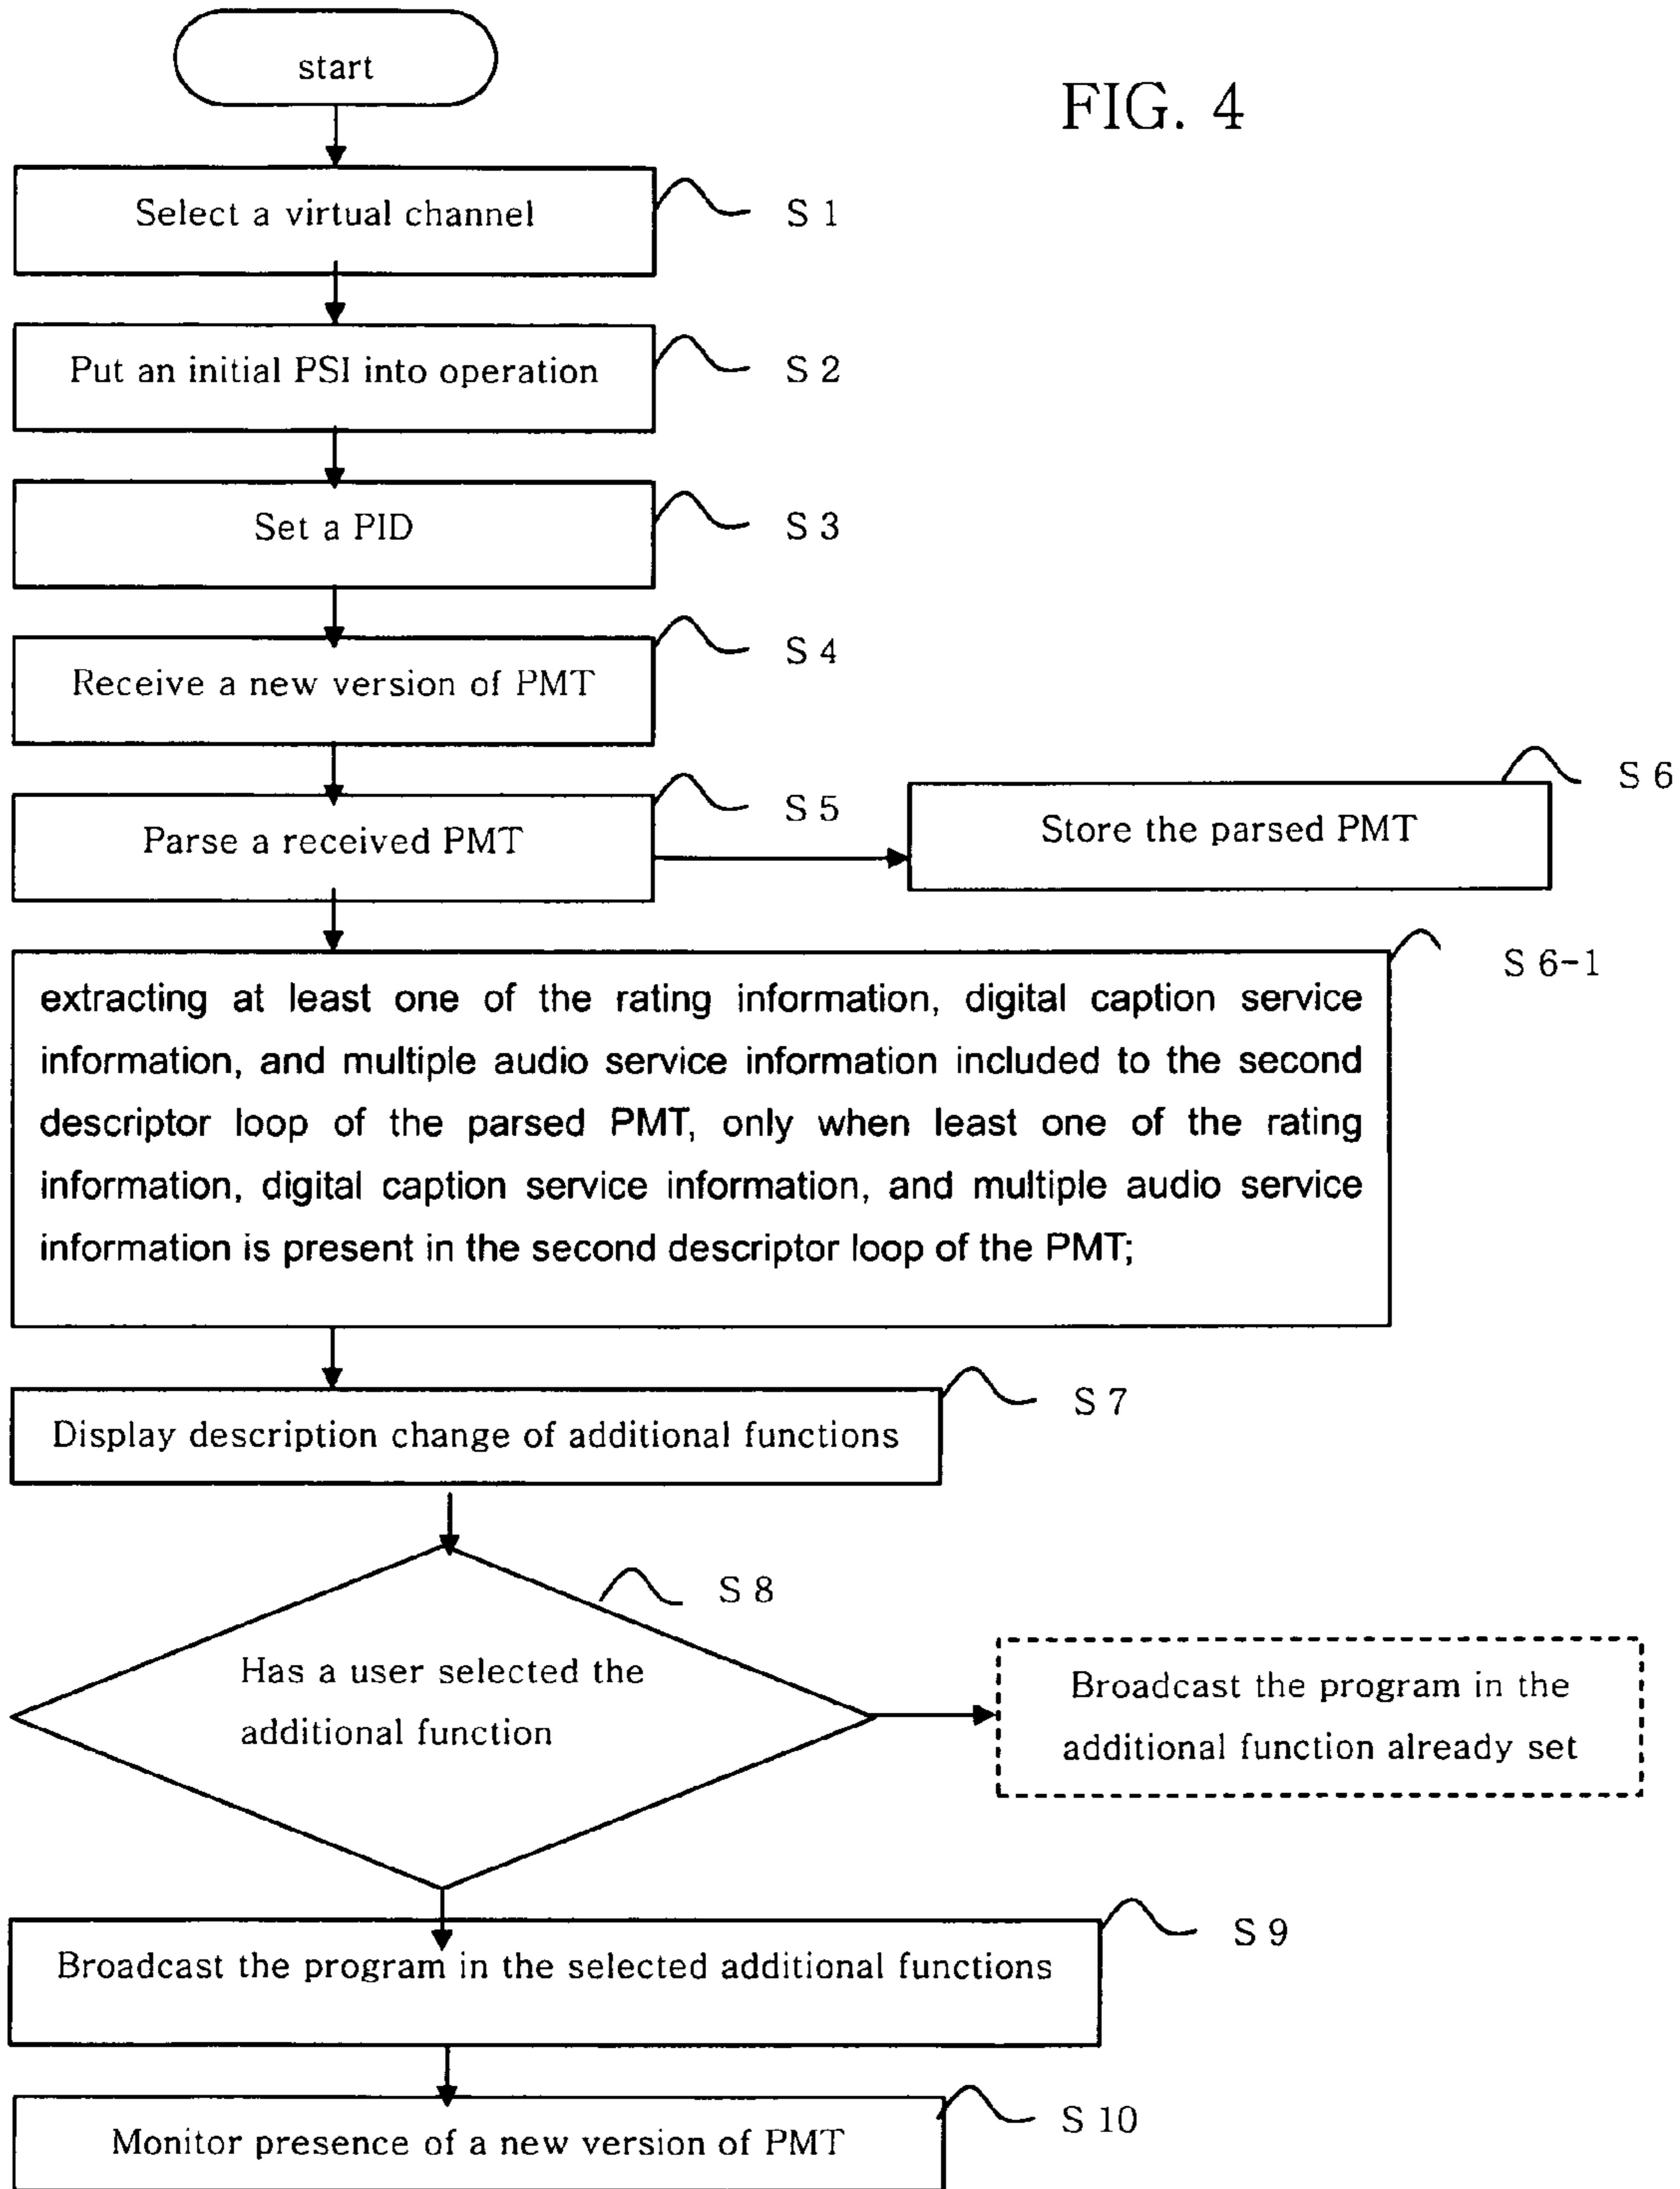 start
FIG. 4
Select a virtual channel
S 1
Put an initial PSI into operation
S 2
Set a PID
S 3
Receive a new version of PMT
S 4
Parse a received PMT
S 5
Store the parsed PMT
S 6
extracting at least one of the rating information, digital caption service
information, and multiple audio service information included to the second
descriptor loop of the parsed PMT, only when least one of the rating
information, digital caption service information, and multiple audio service
information is present in the second descriptor loop of the PMT;
S 6-1
Display description change of additional functions
S 7
Has a user selected the
additional function
S 8
Broadcast the program in the
additional function already set
Broadcast the program in the selected additional functions
S 9
Monitor presence of a new version of PMT
S 10